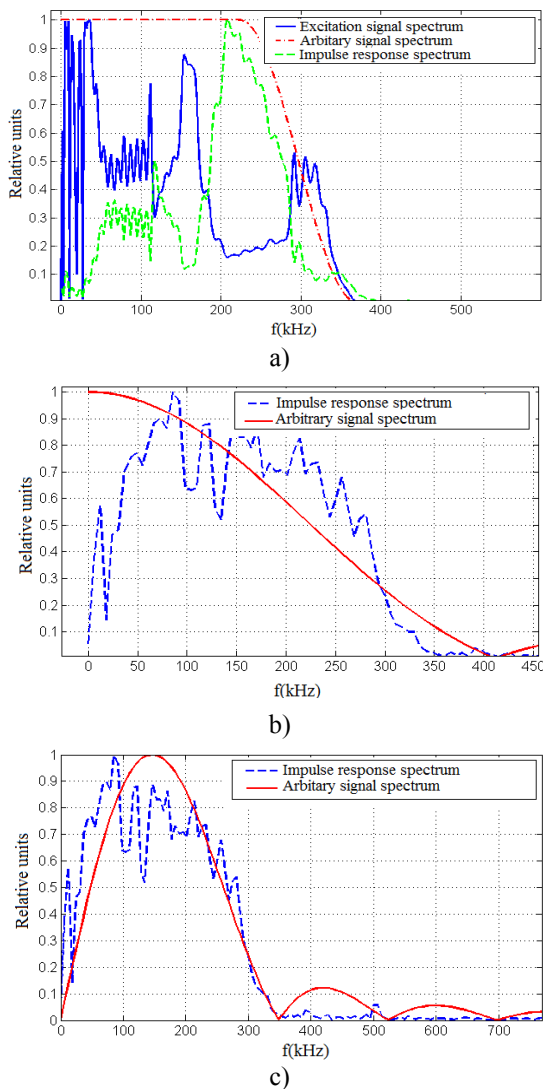 Excitation signal spectrum
Arbitary signal spectrum
Impulse response spectrum
Relative units
1
0.9
0.8
0.7
0.6
0.5
0.4
0.3
0.2
0.1
0 100 200 300 400 500
f(kHz)
a)
Impulse response spectrum
Arbitrary signal spectrum
Relative units
1
0.9
0.8
0.7
0.6
0.5
0.4
0.3
0.2
0.1
0 50 100 150 200 250 300 350 400 450
f(kHz)
b)
Impulse response spectrum
Arbitary signal spectrum
Relative units
1
0.9
0.8
0.7
0.6
0.5
0.4
0.3
0.2
0.1
0
0 100 200 300 400 500 600 700
f(kHz)
c)